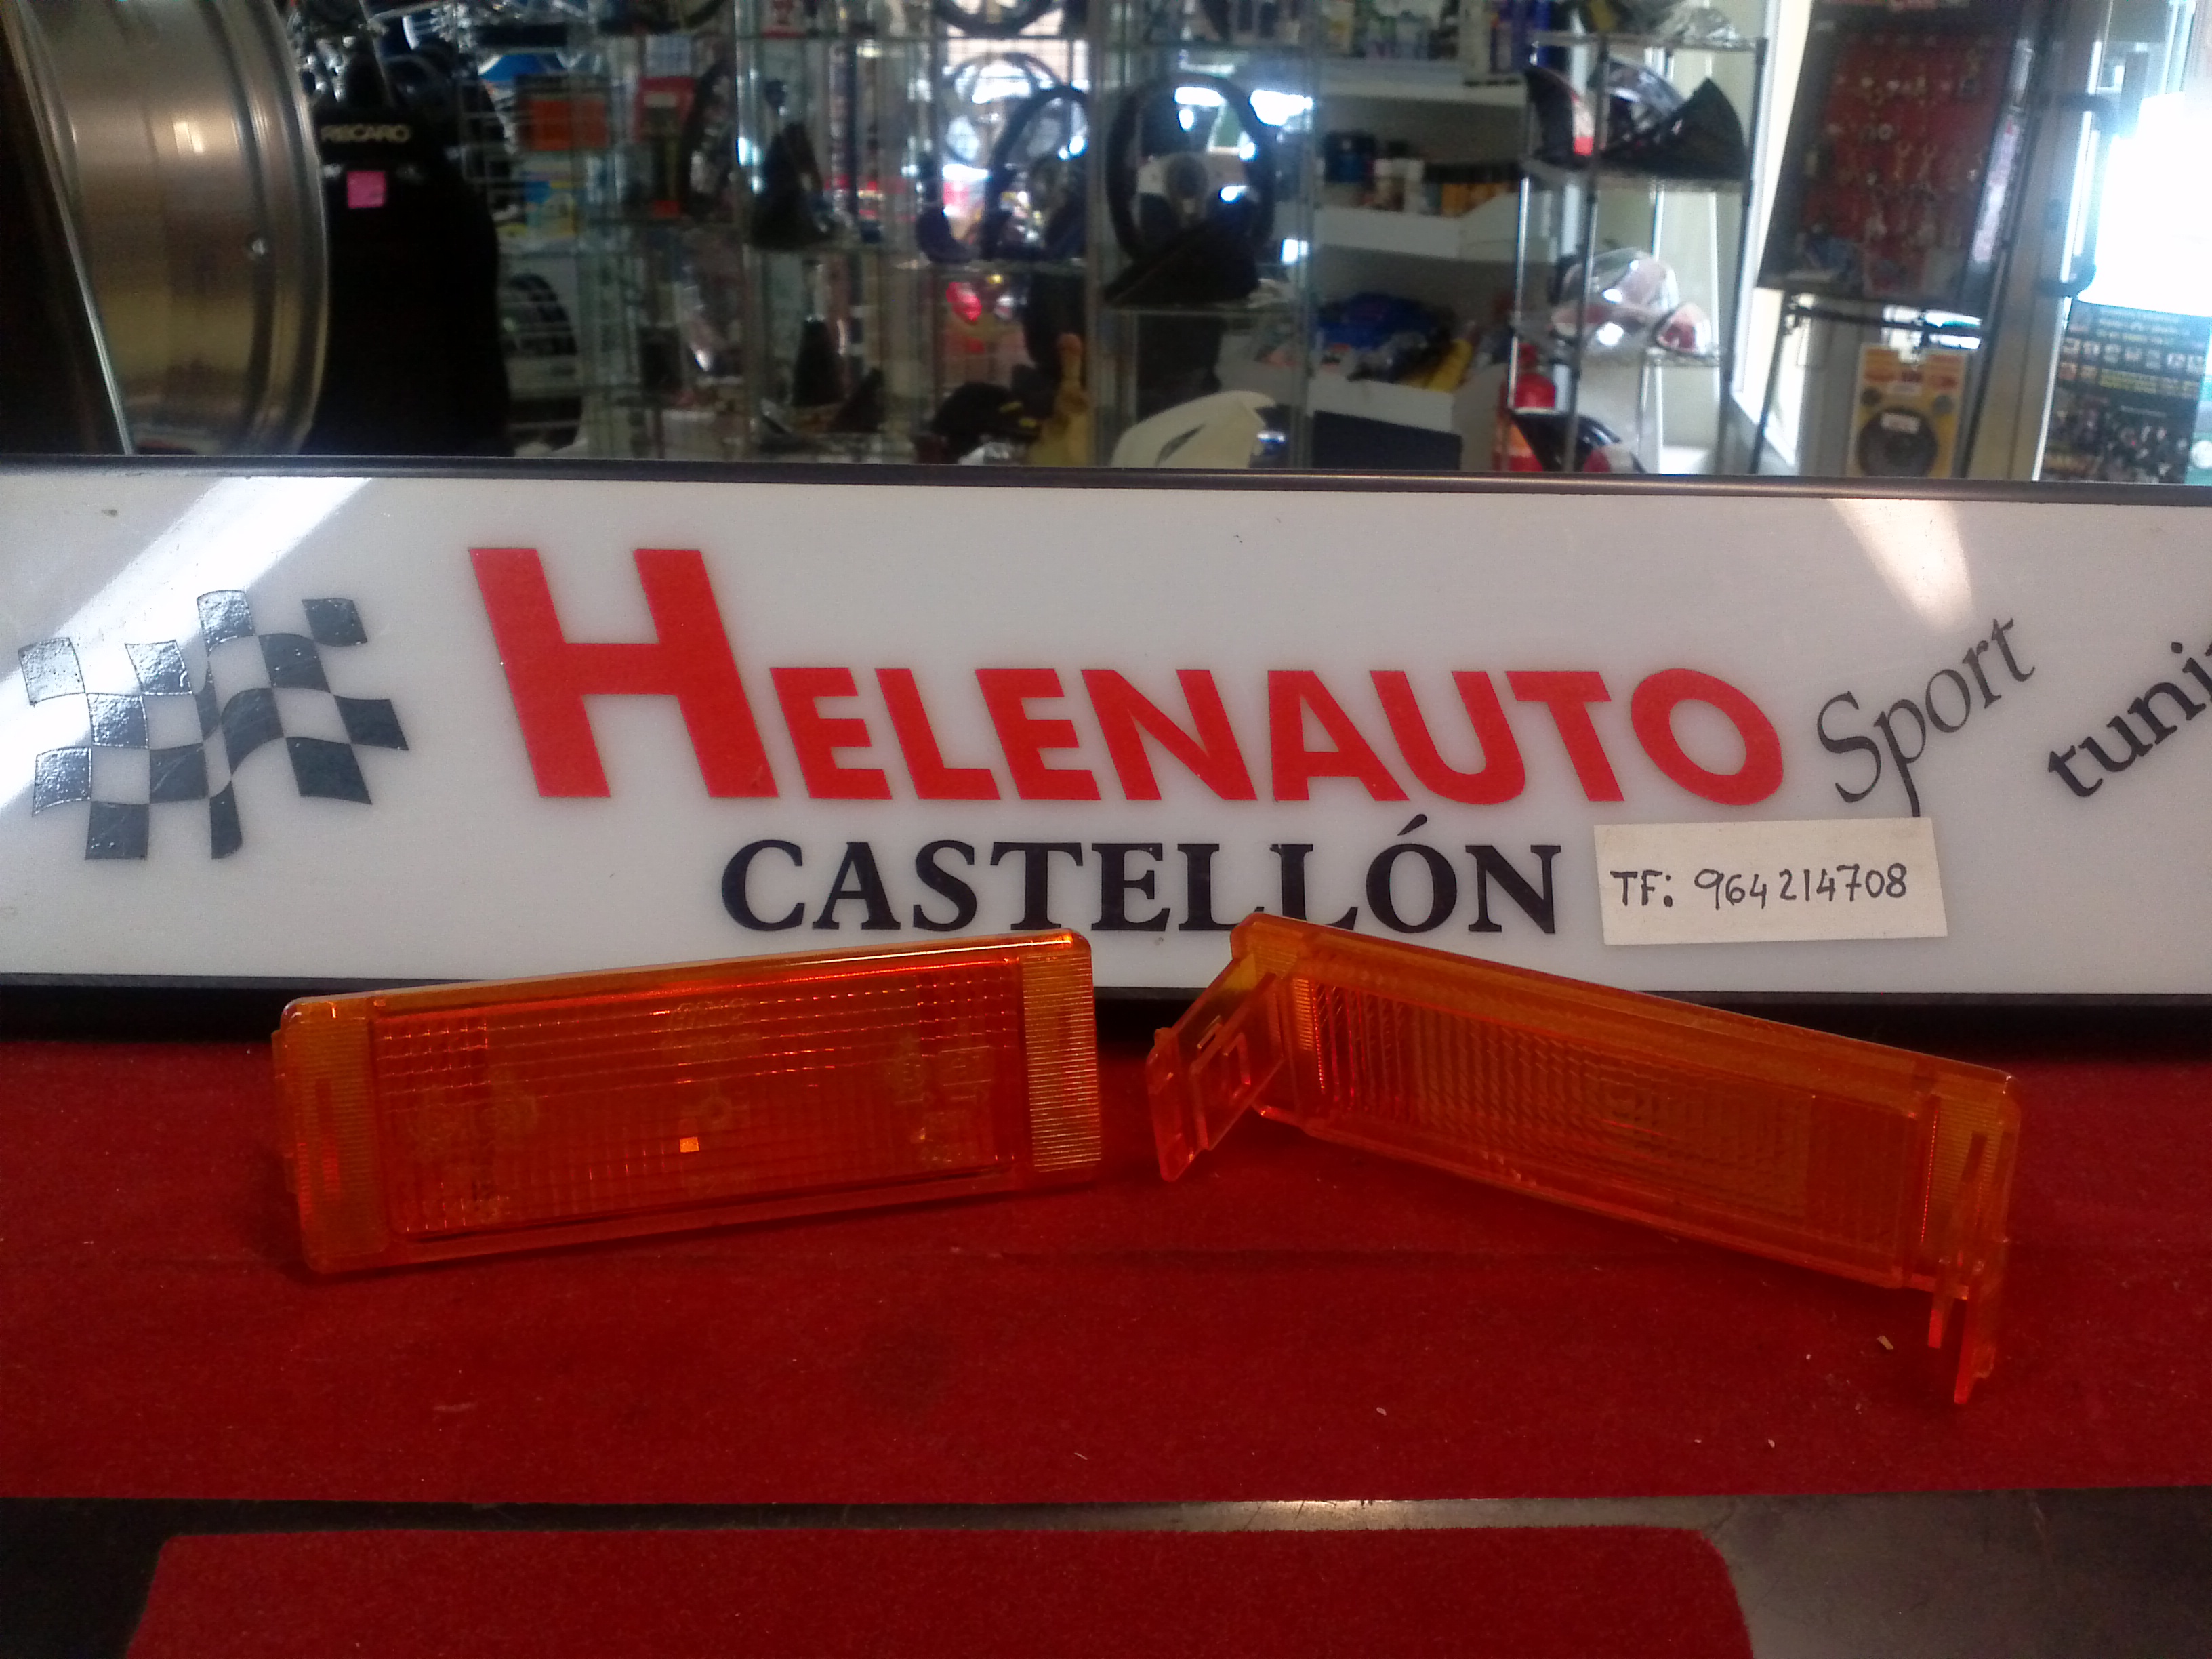 RECARO
HELENAUTO Sport
CASTELLÓN
TF: 964214708